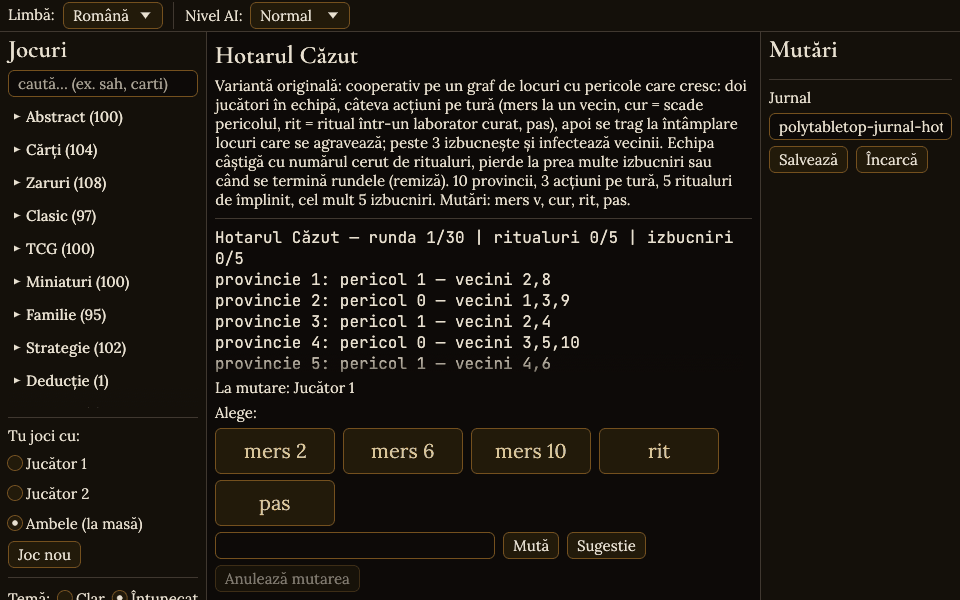 Limbă: Română ▼ Nivel AI: Normal ▼
Jocuri
caută... (ex. sah, carti)
▸ Abstract (100)
▸ Cărți (104)
▸ Zaruri (108)
▸ Clasic (97)
▸ TCG (100)
▸ Miniaturi (100)
▸ Familie (95)
▸ Strategie (102)
▸ Deducție (1)
Tu joci cu:
Jucător 1
Jucător 2
Ambele (la masă)
Joc nou
Temă: Clar Întunecat
Hotarul Căzut
Variantă originală: cooperativ pe un graf de locuri cu pericole care cresc: doi
jucători în echipă, câteva acțiuni pe tură (mers la un vecin, cur = scade
pericolul, rit = ritual într-un laborator curat, pas), apoi se trag la întâmplare
locuri care se agravează; peste 3 izbucnește și infectează vecinii. Echipa
câștigă cu numărul cerut de ritualuri, pierde la prea multe izbucniri sau
când se termină rundele (remiză). 10 provincii, 3 acțiuni pe tură, 5 ritualuri
de împlinit, cel mult 5 izbucniri. Mutări: mers v, cur, rit, pas.
Hotarul Căzut — runda 1/30 | ritualuri 0/5 | izbucniri
0/5
provincie 1: pericol 1 — vecini 2,8
provincie 2: pericol 0 — vecini 1,3,9
provincie 3: pericol 1 — vecini 2,4
provincie 4: pericol 0 — vecini 3,5,10
provincie 5: pericol 1 — vecini 4,6
La mutare: Jucător 1
Alege:
mers 2 mers 6 mers 10 rit
pas
Mută Sugestie
Anulează mutarea
Mutări
Jurnal
polytabletop-jurnal-hot
Salvează Încarcă